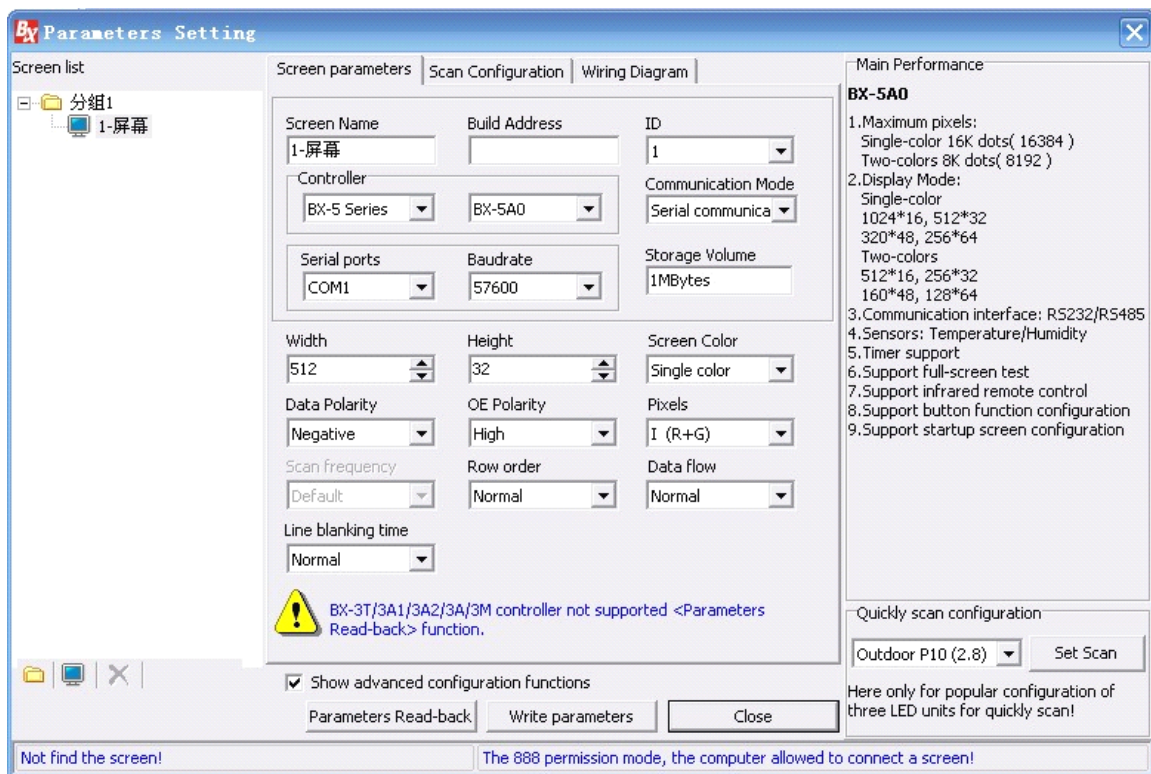 BX Parameters Setting
Screen list
分组1
1-屏幕
Screen parameters
Scan Configuration
Wiring Diagram
Screen Name
Build Address
ID
1-屏幕
1
Controller
Communication Mode
BX-5 Series
BX-5A0
Serial communica
Serial ports
Baudrate
Storage Volume
COM1
57600
1MBytes
Width
Height
Screen Color
512
32
Single color
Data Polarity
OE Polarity
Pixels
Negative
High
I (R+G)
Scan frequency
Row order
Data flow
Default
Normal
Normal
Line blanking time
Normal
BX-3T/3A1/3A2/3A/3M controller not supported <Parameters
Read-back> function.
Show advanced configuration functions
Parameters Read-back
Write parameters
Close
Main Performance
BX-5A0
1.Maximum pixels:
Single-color 16K dots( 16384 )
Two-colors 8K dots( 8192 )
2.Display Mode:
Single-color
1024*16, 512*32
320*48, 256*64
Two-colors
512*16, 256*32
160*48, 128*64
3.Communication interface: RS232/RS485
4.Sensors: Temperature/Humidity
5.Timer support
6.Support full-screen test
7.Support infrared remote control
8.Support button function configuration
9.Support startup screen configuration
Quickly scan configuration
Outdoor P10 (2.8)
Set Scan
Here only for popular configuration of
three LED units for quickly scan!
Not find the screen!
The 888 permission mode, the computer allowed to connect a screen!